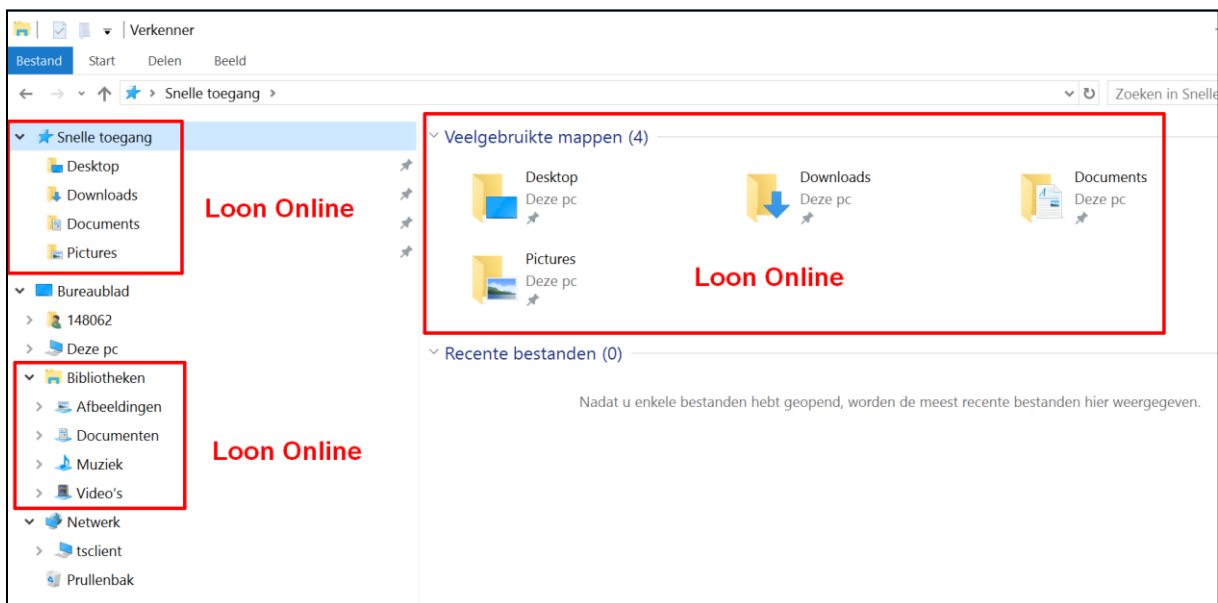 Verkenner
Bestand Start Delen Beeld
Snelle toegang
Zoeken in Snelle
Snelle toegang
Desktop
Downloads
Documents
Pictures
Loon Online
Bureaublad
148062
Deze pc
Bibliotheken
Afbeeldingen
Documenten
Muziek
Video's
Loon Online
Netwerk
tsclient
Prullenbak
Veelgebruikte mappen (4)
Desktop
Deze pc
Downloads
Deze pc
Documents
Deze pc
Pictures
Deze pc
Loon Online
Recente bestanden (0)
Nadat u enkele bestanden hebt geopend, worden de meest recente bestanden hier weergegeven.